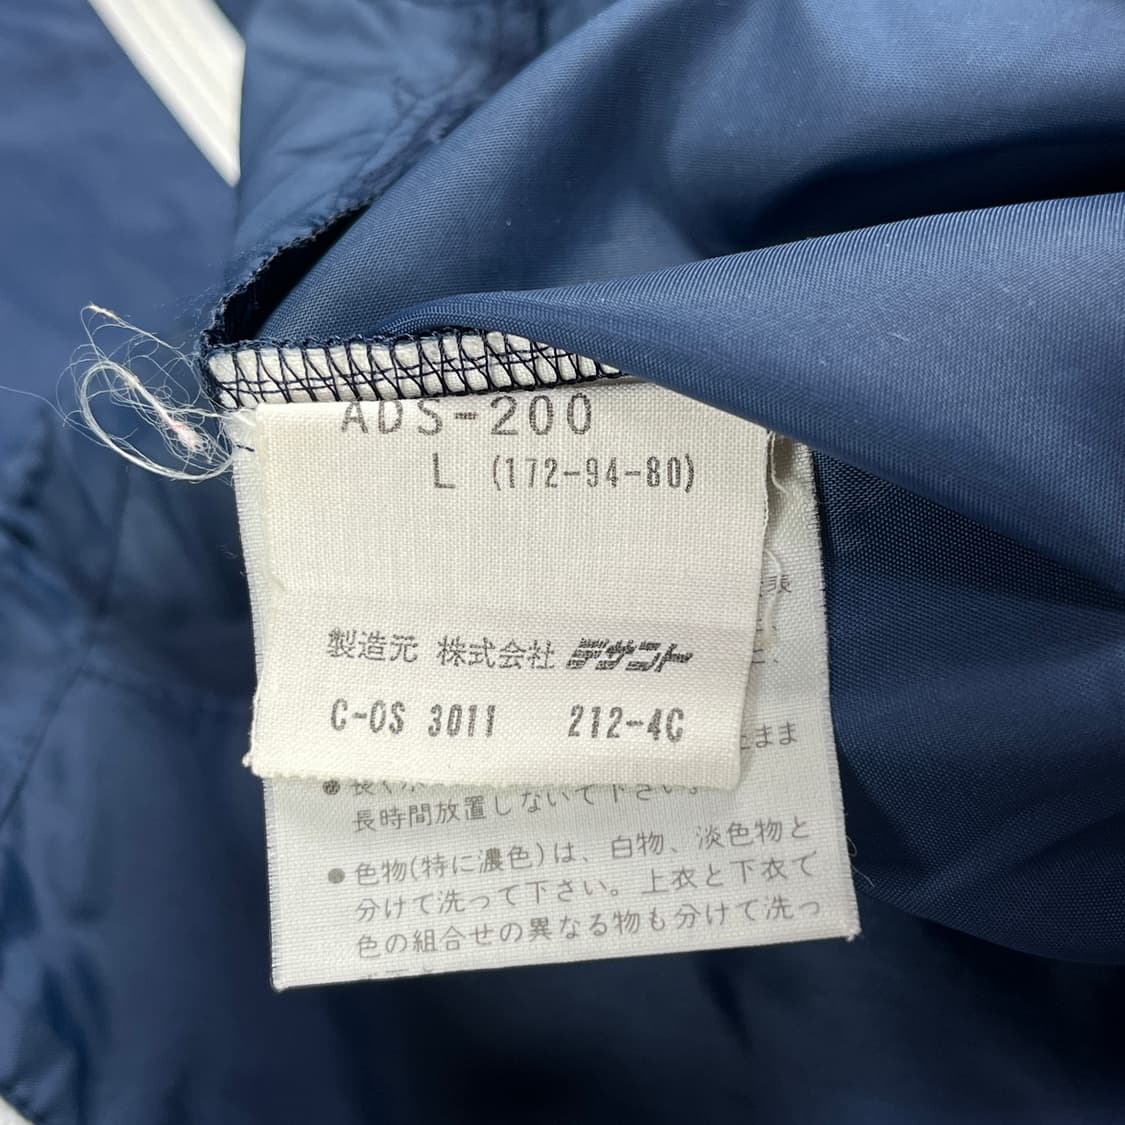 ADS-200
L (172-94-80)
製造元 株式会社 デサント
C-OS 3011 212-4C
表
まま
長時間放置しないで下さい。
● 色物(特に濃色)は、白物、淡色物と
分けて洗って下さい。上衣と下衣で
色の組合せの異なる物も分けて洗っ